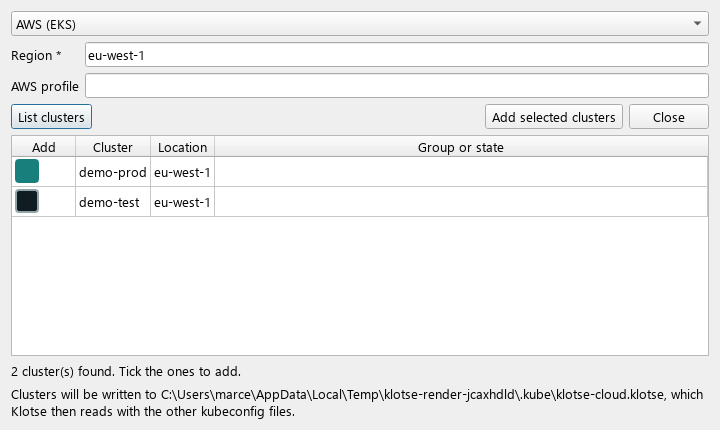 AWS (EKS)
Region * eu-west-1
AWS profile
List clusters Add selected clusters Close
Add Cluster Location Group or state
demo-prod eu-west-1
demo-test eu-west-1
2 cluster(s) found. Tick the ones to add.
Clusters will be written to C:\Users\marce\AppData\Local\Temp\klotse-render-jcaxhdld\.kube\klotse-cloud.klotse, which
Klotse then reads with the other kubeconfig files.